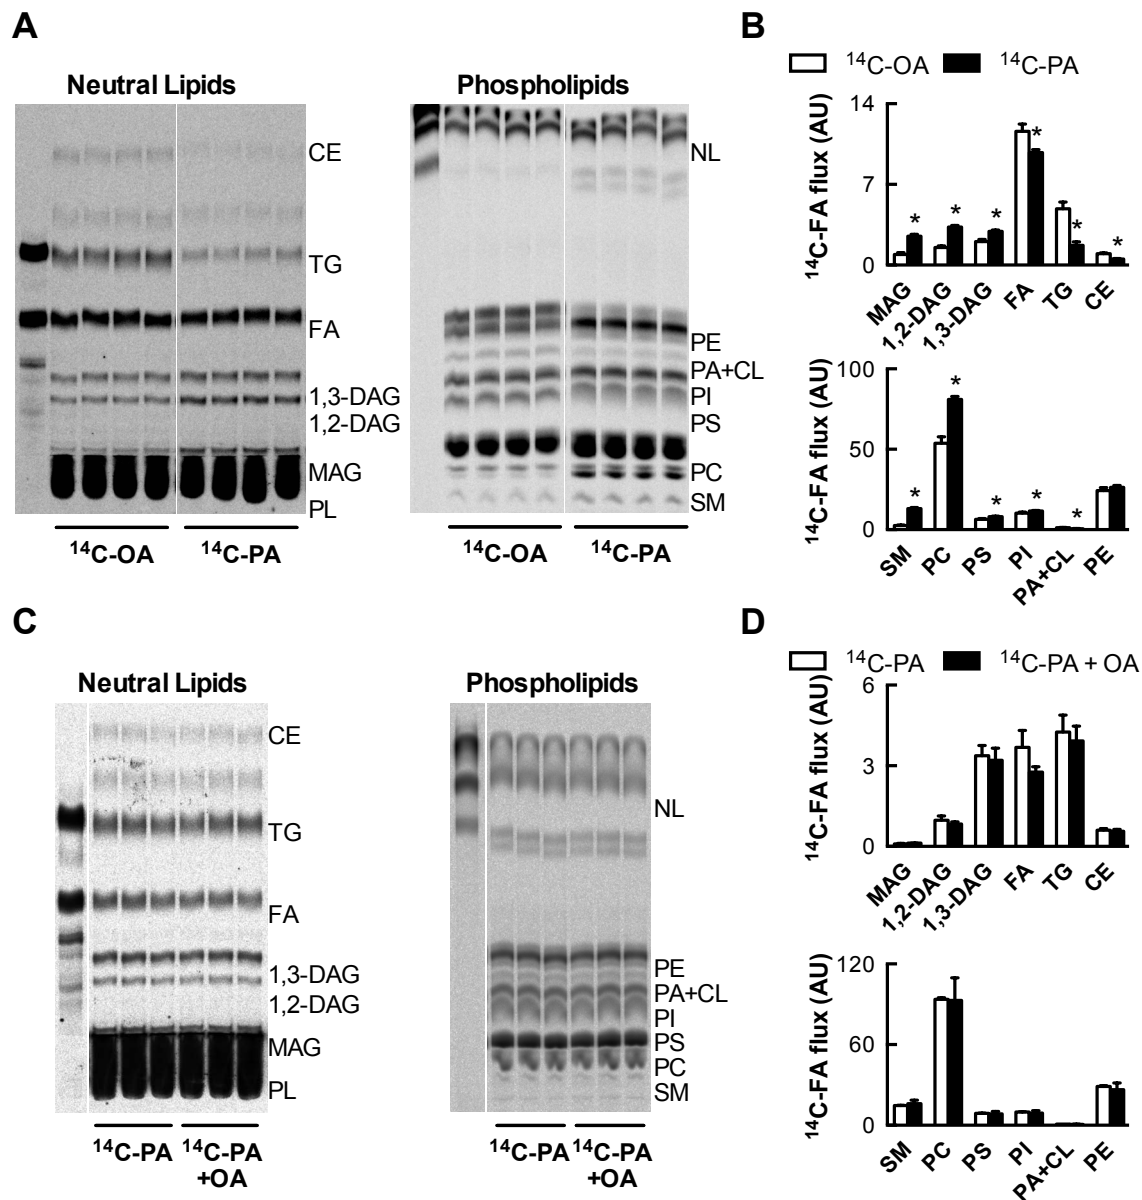 A
Neutral Lipids
Phospholipids
CE
TG
FA
1,3-DAG
1,2-DAG
MAG
PL
14C-OA
14C-PA
NL
PE
PA+CL
PI
PS
PC
SM
14C-OA
14C-PA
B
14C-OA
14C-PA
14C-FA flux (AU)
14
7
0
*
*
*
*
*
*
MAG
1,2-DAG
1,3-DAG
FA
TG
CE
14C-FA flux (AU)
100
50
0
*
*
*
*
*
SM
PC
PS
PI
PA+CL
PE
C
Neutral Lipids
Phospholipids
CE
TG
FA
1,3-DAG
1,2-DAG
MAG
PL
14C-PA
14C-PA
+OA
NL
PE
PA+CL
PI
PS
PC
SM
14C-PA
14C-PA
+OA
D
14C-PA
14C-PA + OA
14C-FA flux (AU)
6
3
0
MAG
1,2-DAG
1,3-DAG
FA
TG
CE
14C-FA flux (AU)
120
60
0
SM
PC
PS
PI
PA+CL
PE